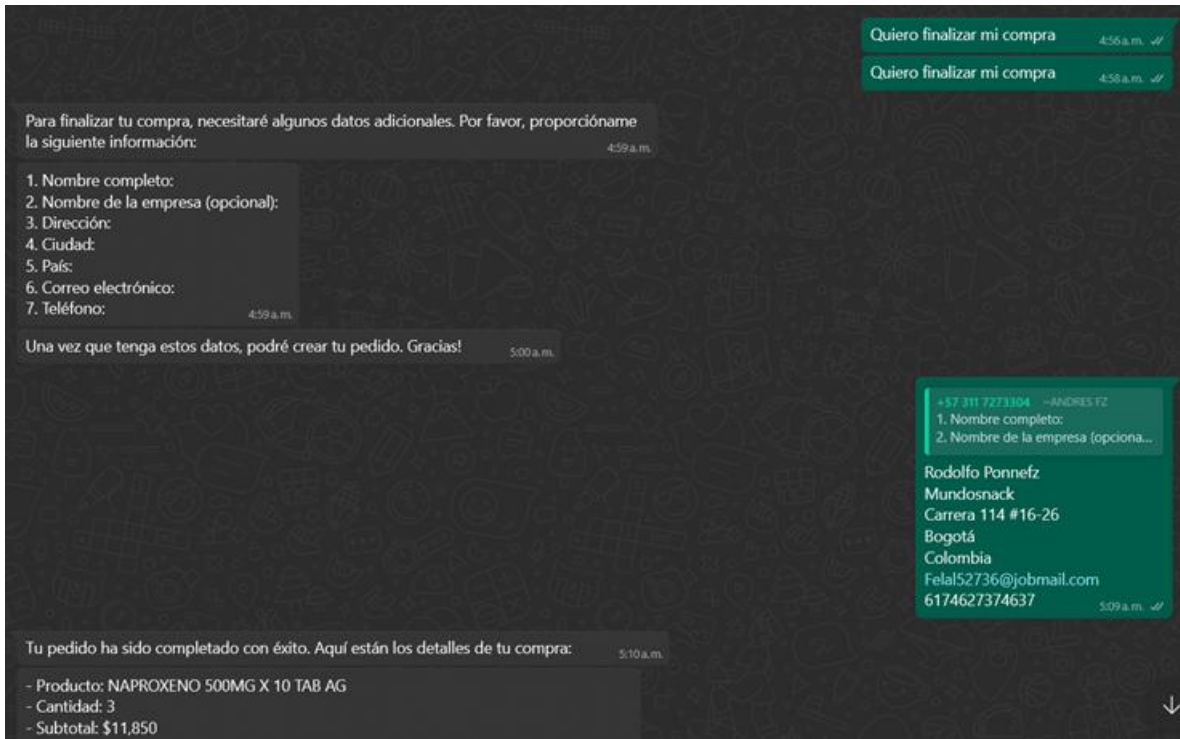 Quiero finalizar mi compra
4:56 a.m.
Quiero finalizar mi compra
4:58 a.m.
Para finalizar tu compra, necesitaré algunos datos adicionales. Por favor, proporcióname
la siguiente información:
4:59 a.m.
1. Nombre completo:
2. Nombre de la empresa (opcional):
3. Dirección:
4. Ciudad:
5. País:
6. Correo electrónico:
7. Teléfono:
4:59 a.m.
Una vez que tenga estos datos, podré crear tu pedido. Gracias!
5:00 a.m.
+57 311 7273304 ~ANDRES FZ
1. Nombre completo:
2. Nombre de la empresa (opciona...
Rodolfo Ponnefz
Mundosnack
Carrera 114 #16-26
Bogotá
Colombia
Felal52736@jobmail.com
6174627374637
5:09 a.m.
Tu pedido ha sido completado con éxito. Aquí están los detalles de tu compra:
5:10 a.m.
- Producto: NAPROXENO 500MG X 10 TAB AG
- Cantidad: 3
- Subtotal: $11,850